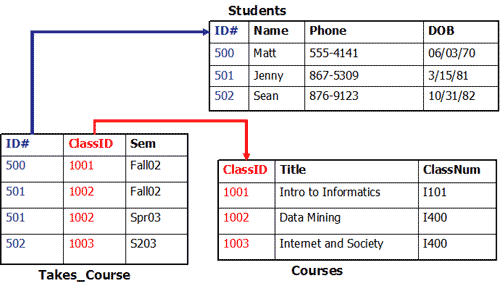 Students
ID# Name Phone DOB
500 Matt 555-4141 06/03/70
501 Jenny 867-5309 3/15/81
502 Sean 876-9123 10/31/82
ID# ClassID Sem
500 1001 Fall02
501 1002 Fall02
501 1002 Spr03
502 1003 S203
Takes_Course
ClassID Title ClassNum
1001 Intro to Informatics I101
1002 Data Mining I400
1003 Internet and Society I400
Courses